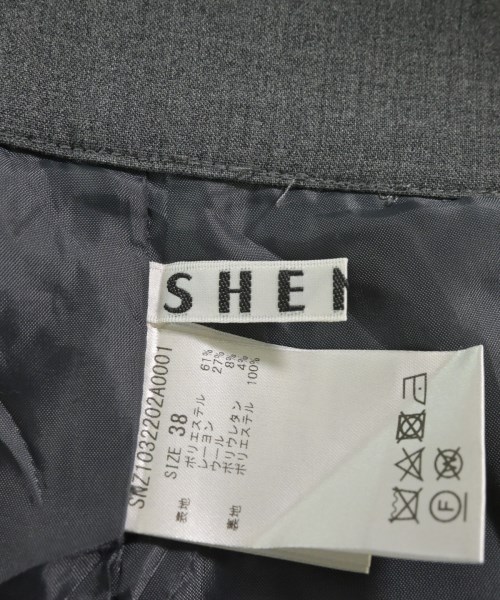 SHEN
SNZ1032202A0001
SIZE 38
表地 ポリエステル 61%
レーヨン 27%
ウール 8%
ポリウレタン 4%
裏地 ポリエステル 100%
F
W